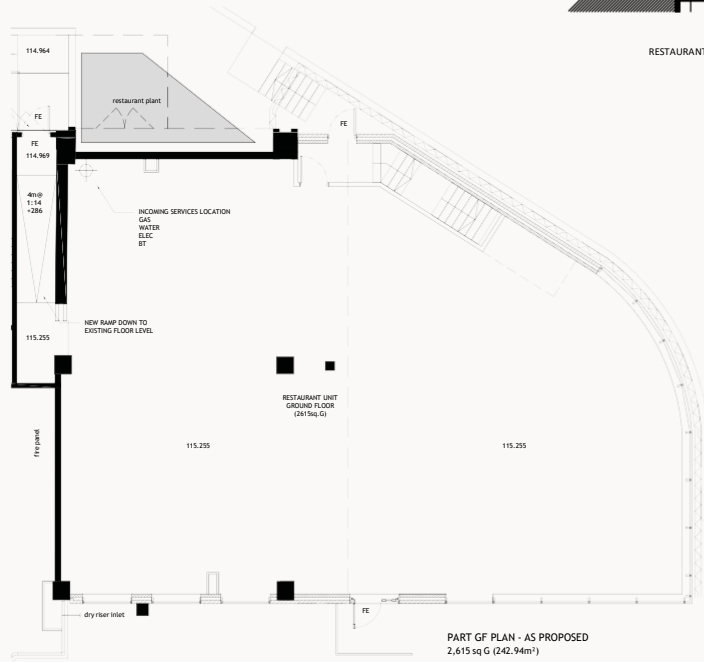 RESTAURANT
114.964
restaurant plant
FE
FE
FE
114.969
4m@
1:14
+286
INCOMING SERVICES LOCATION
GAS
WATER
ELEC
BT
NEW RAMP DOWN TO
EXISTING FLOOR LEVEL
115.255
RESTAURANT UNIT
GROUND FLOOR
(2615sq.G)
fire panel
115.255
115.255
dry riser inlet
FE
PART GF PLAN - AS PROPOSED
2,615 sq G (242.94m²)